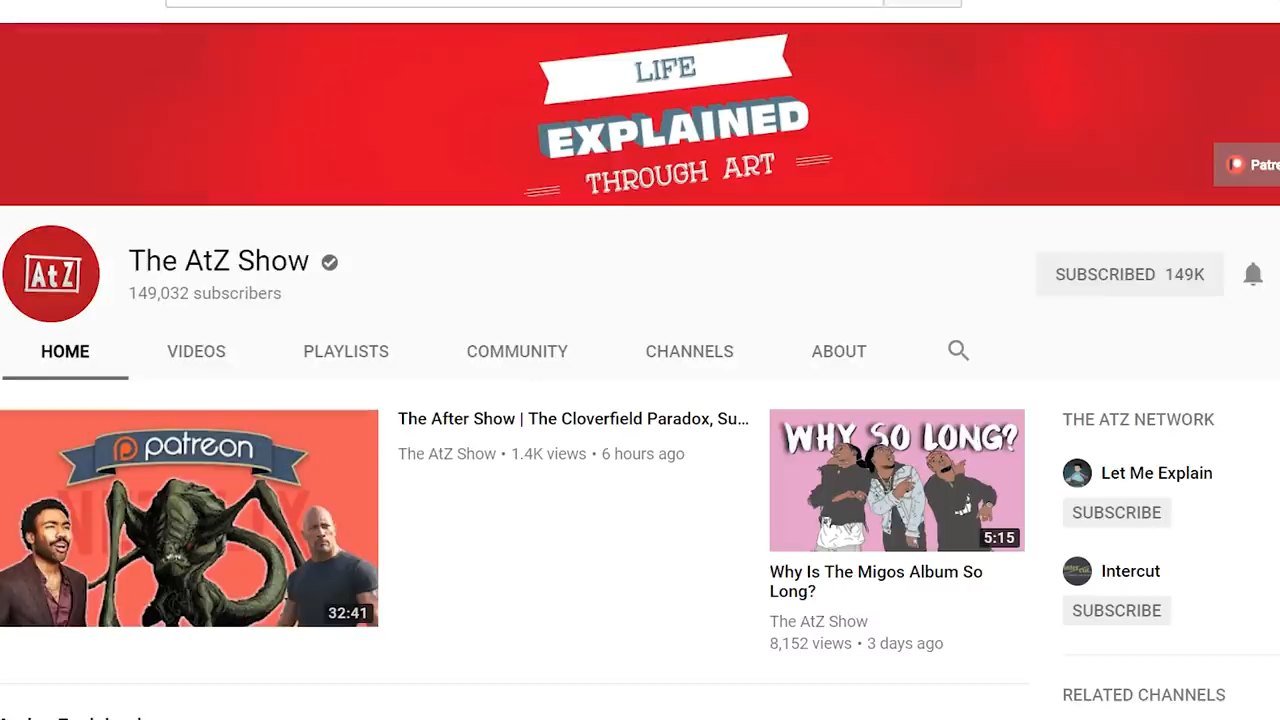 LIFE
EXPLAINED
THROUGH ART
AtZ
The AtZ Show
149,032 subscribers
SUBSCRIBED 149K
HOME VIDEOS PLAYLISTS COMMUNITY CHANNELS ABOUT
patreon
32:41
The After Show | The Cloverfield Paradox, Su...
The AtZ Show • 1.4K views • 6 hours ago
WHY SO LONG?
5:15
Why Is The Migos Album So
Long?
The AtZ Show
8,152 views • 3 days ago
THE ATZ NETWORK
Let Me Explain
SUBSCRIBE
Intercut
SUBSCRIBE
RELATED CHANNELS